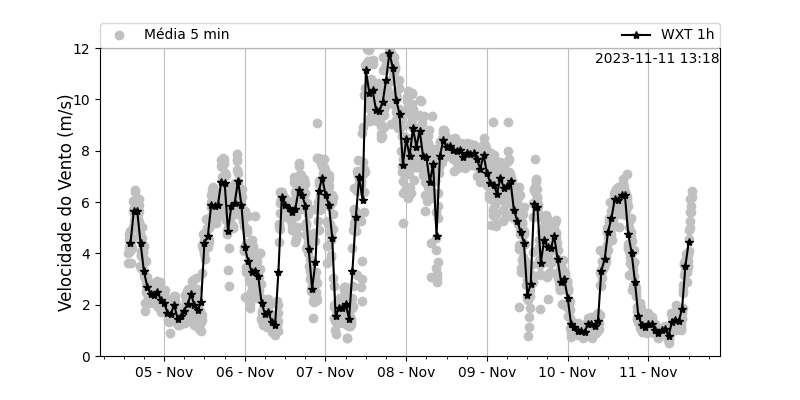 Média 5 min
WXT 1h
2023-11-11 13:18
Velocidade do Vento (m/s)
12
10
8
6
4
2
0
05 - Nov
06 - Nov
07 - Nov
08 - Nov
09 - Nov
10 - Nov
11 - Nov